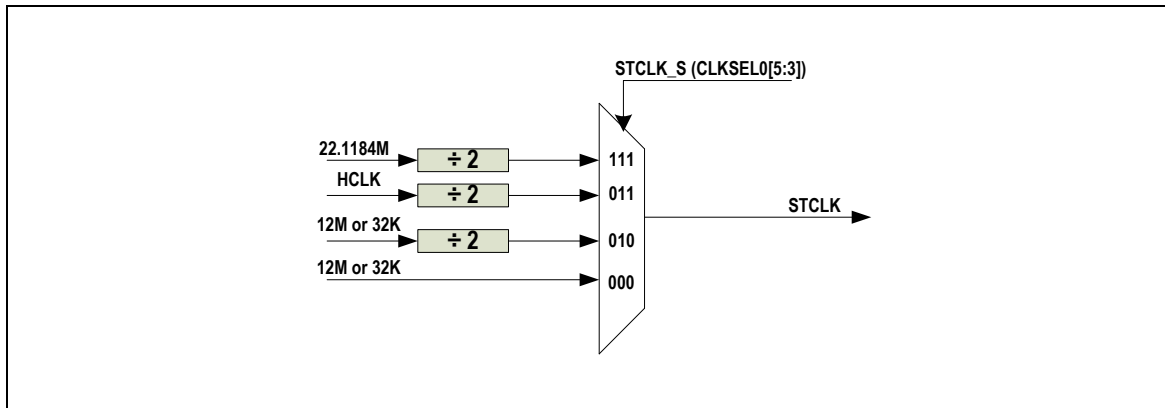 STCLK_S (CLKSEL0[5:3])
22.1184M
÷ 2
111
HCLK
÷ 2
011
STCLK
12M or 32K
÷ 2
010
12M or 32K
000